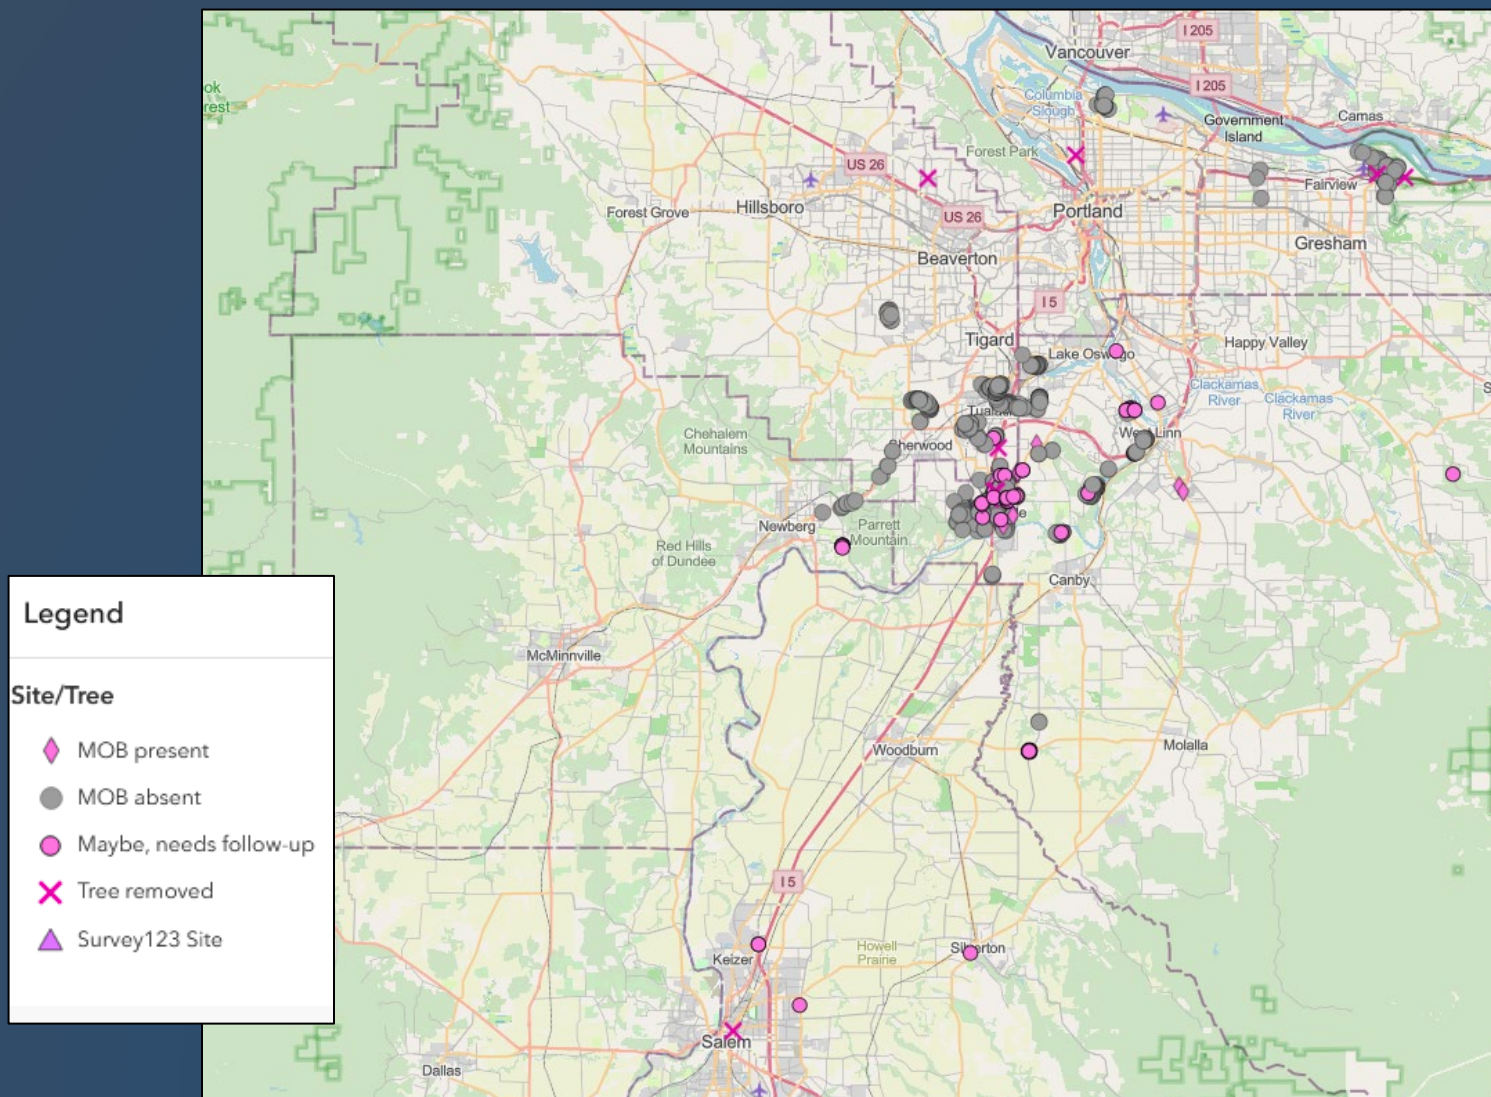 Vancouver
I 205
I 205
ok
rest
Columbia
Slough
Government
Island
Camas
US 26
Forest Park
Fairview
Forest Grove
Hillsboro
US 26
Portland
Gresham
Beaverton
I 5
Tigard
Lake Oswego
Happy Valley
Clackamas
River
Clackamas
River
S
Chehalem
Mountains
Sherwood
West Linn
Newberg
Parrett
Mountain
Red Hills
of Dundee
Canby
McMinnville
Woodburn
Molalla
I 5
Keizer
Howell
Prairie
Silverton
Salem
Dallas
Legend
Site/Tree
MOB present
MOB absent
Maybe, needs follow-up
Tree removed
Survey123 Site